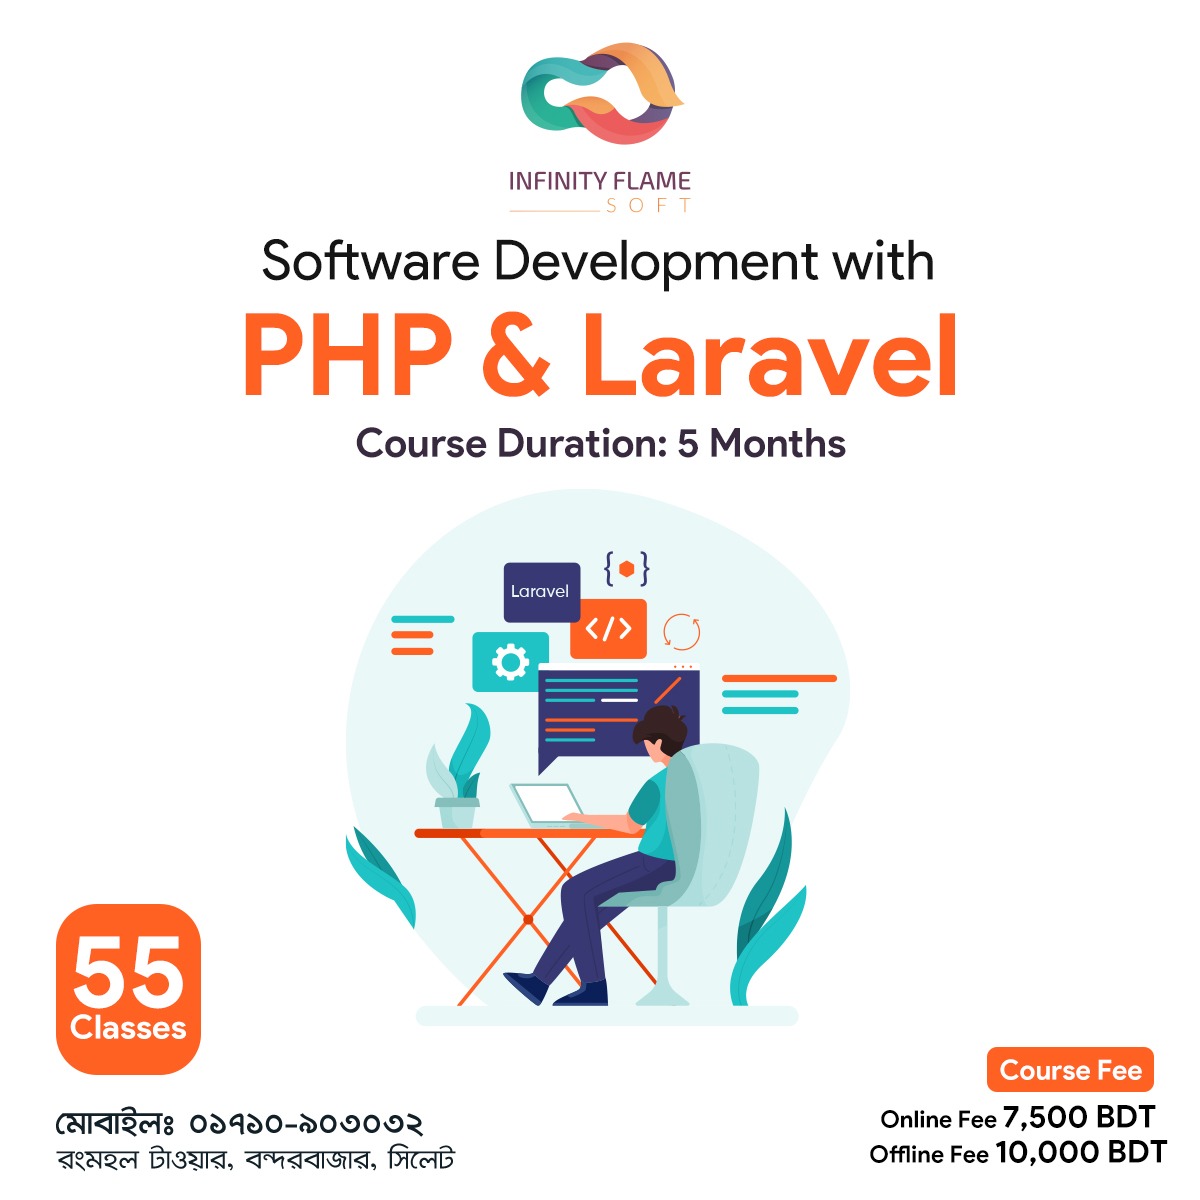 INFINITY FLAME
SOFT
Software Development with
PHP & Laravel
Course Duration: 5 Months
Laravel
55
Classes
Course Fee
Online Fee 7,500 BDT
Offline Fee 10,000 BDT
মোবাইলঃ ০১৭১০-৯০৩০৩২
রংমহল টাওয়ার, বন্দরবাজার, সিলেট